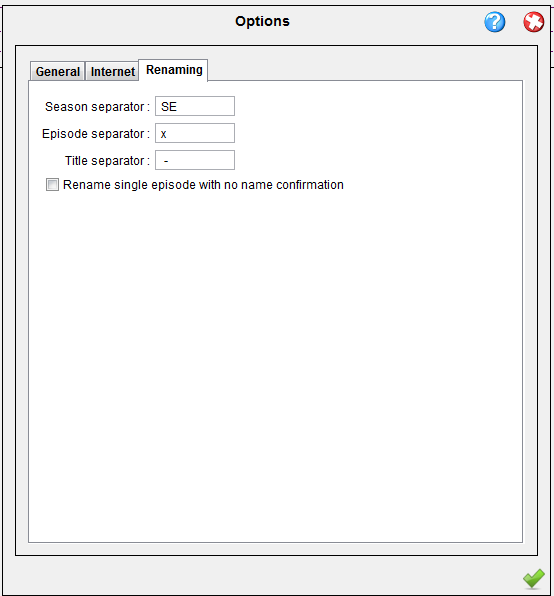 Options
General Internet Renaming
Season separator : SE
Episode separator : x
Title separator : -
Rename single episode with no name confirmation